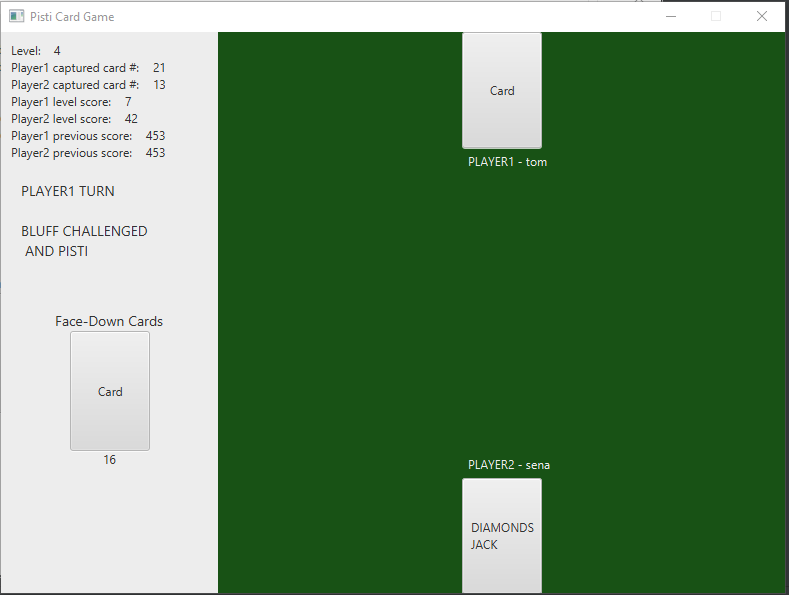 Pisti Card Game
Level: 4
Player1 captured card #: 21
Player2 captured card #: 13
Player1 level score: 7
Player2 level score: 42
Player1 previous score: 453
Player2 previous score: 453
PLAYER1 TURN
BLUFF CHALLENGED
AND PISTI
Face-Down Cards
Card
16
Card
PLAYER1 - tom
PLAYER2 - sena
DIAMONDS
JACK